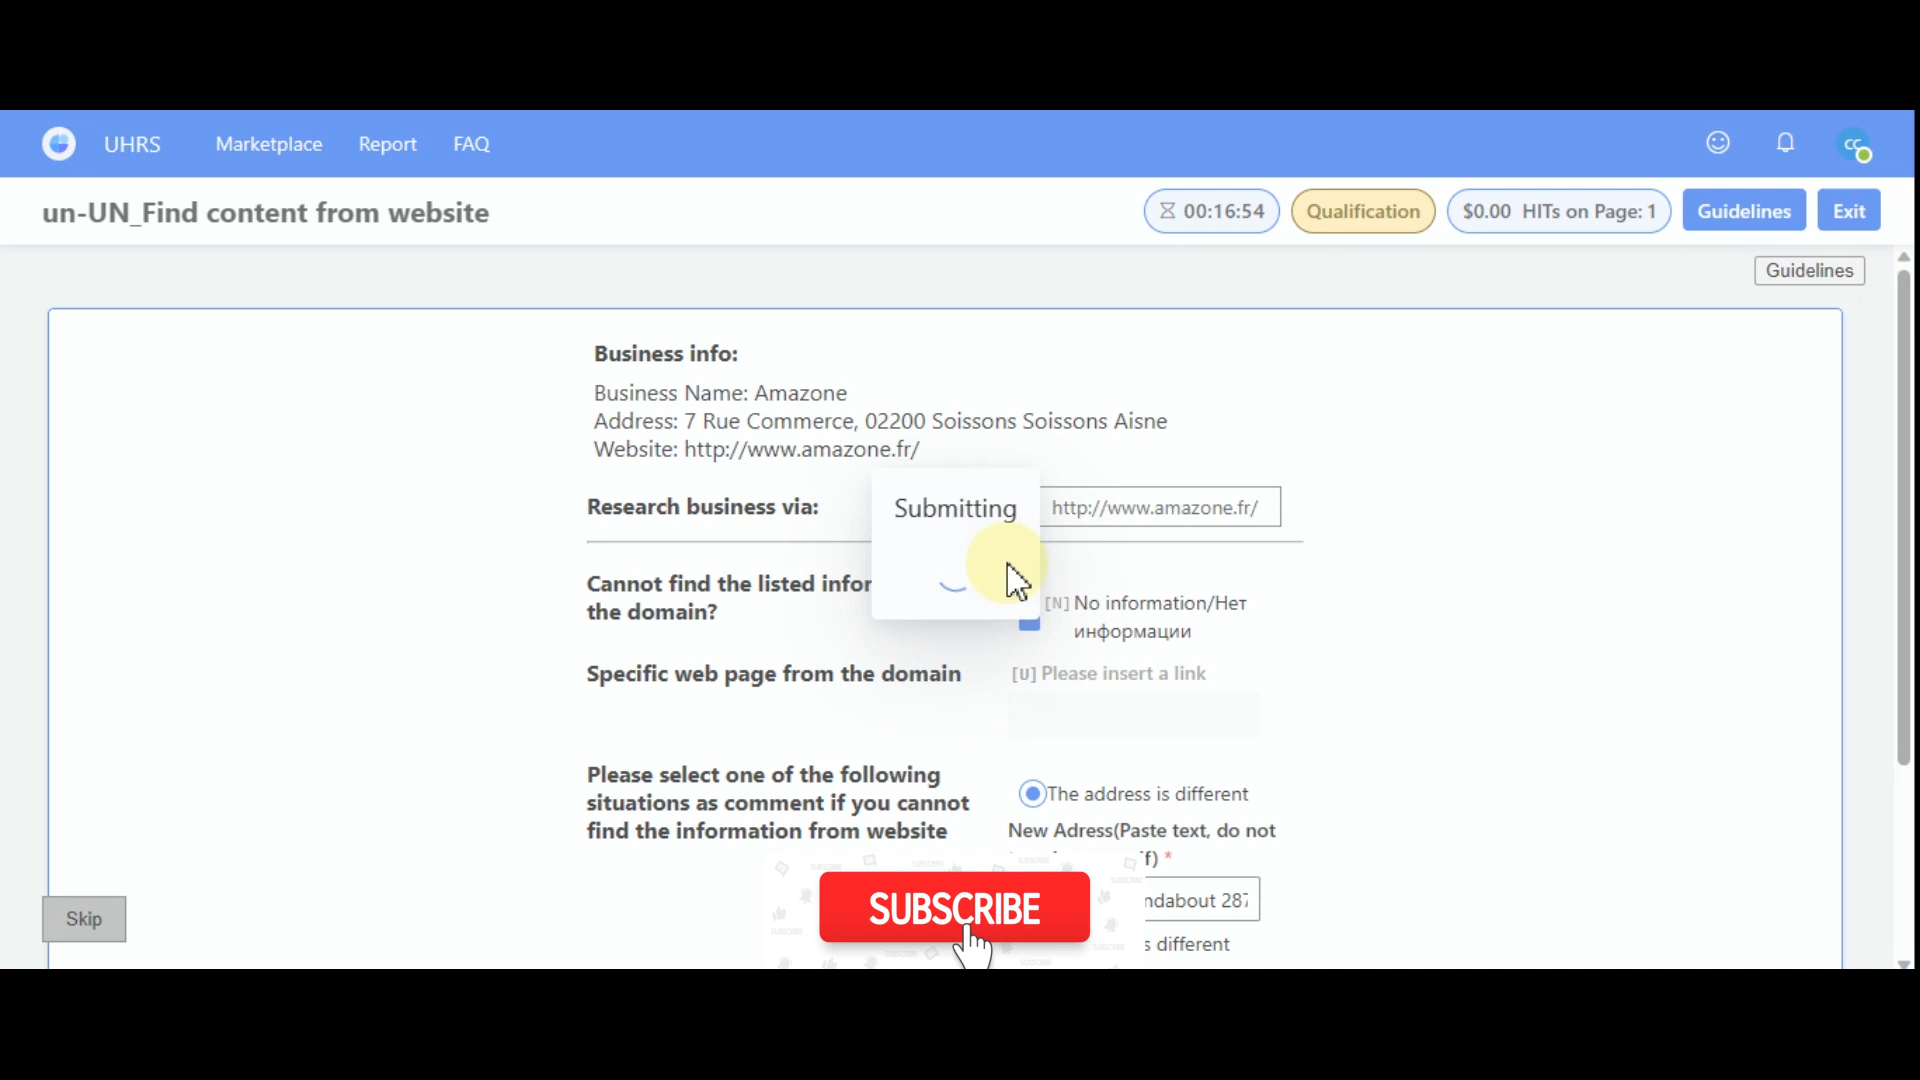 UHRS Marketplace Report FAQ CC
un-UN_Find content from website 00:16:54 Qualification $0.00 HITs on Page: 1 Guidelines Exit
Guidelines
Business info:
Business Name: Amazone
Address: 7 Rue Commerce, 02200 Soissons Soissons Aisne
Website: http://www.amazone.fr/
Research business via: http://www.amazone.fr/
Submitting
Cannot find the listed
the domain?
[N] No information/Нет
информации
Specific web page from the domain [U] Please insert a link
Please select one of the following
situations as comment if you cannot
find the information from website
The address is different
New Adress(Paste text, do not
*
287
different
Skip
SUBSCRIBE